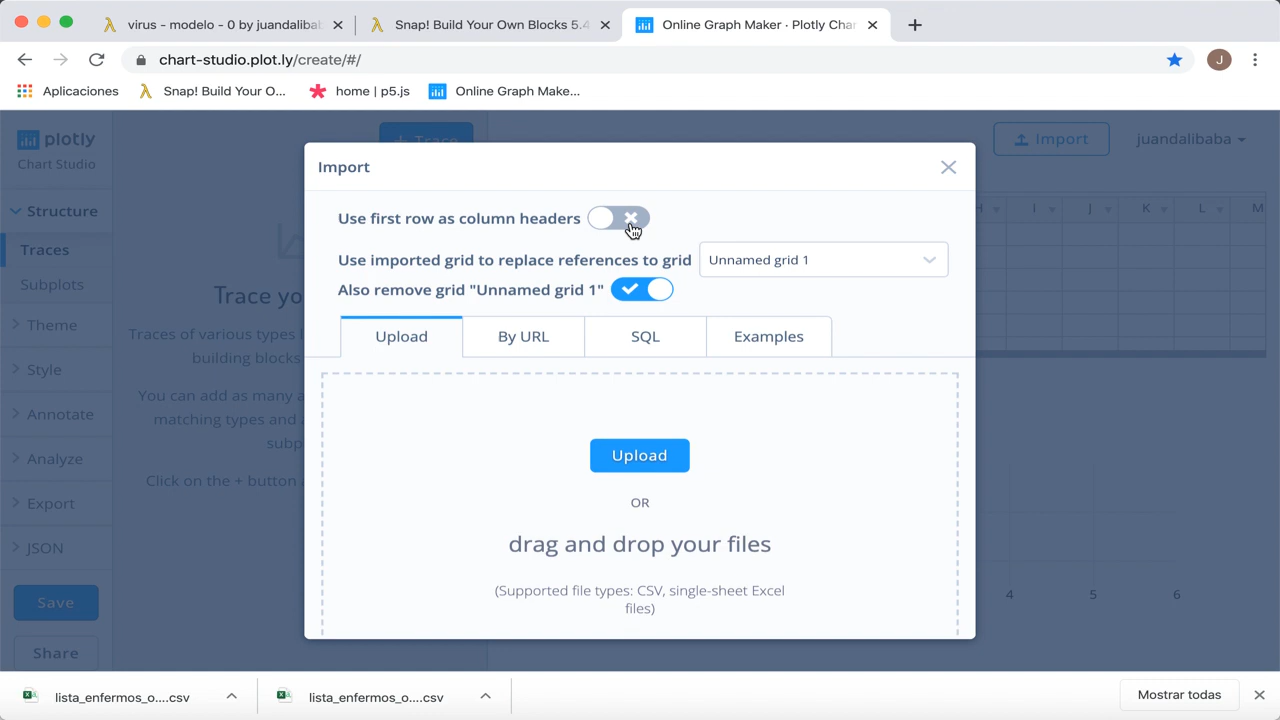 virus - modelo - 0 by juandalibab
Snap! Build Your Own Blocks 5.4
Online Graph Maker · Plotly Char
chart-studio.plot.ly/create/#/
J
Aplicaciones
Snap! Build Your O...
home | p5.js
Online Graph Make...
plotly
Chart Studio
+ Trace
Import
juandalibaba
Structure
Traces
Subplots
Theme
Style
Annotate
Analyze
Export
JSON
Save
Share
Trace yo
Traces of various types l
building blocks
You can add as many a
matching types and
subp
Click on the + button a
H I J K L M
4 5 6
Import
Use first row as column headers
Use imported grid to replace references to grid
Unnamed grid 1
Also remove grid "Unnamed grid 1"
Upload
By URL
SQL
Examples
Upload
OR
drag and drop your files
(Supported file types: CSV, single-sheet Excel
files)
lista_enfermos_o....csv
lista_enfermos_o....csv
Mostrar todas